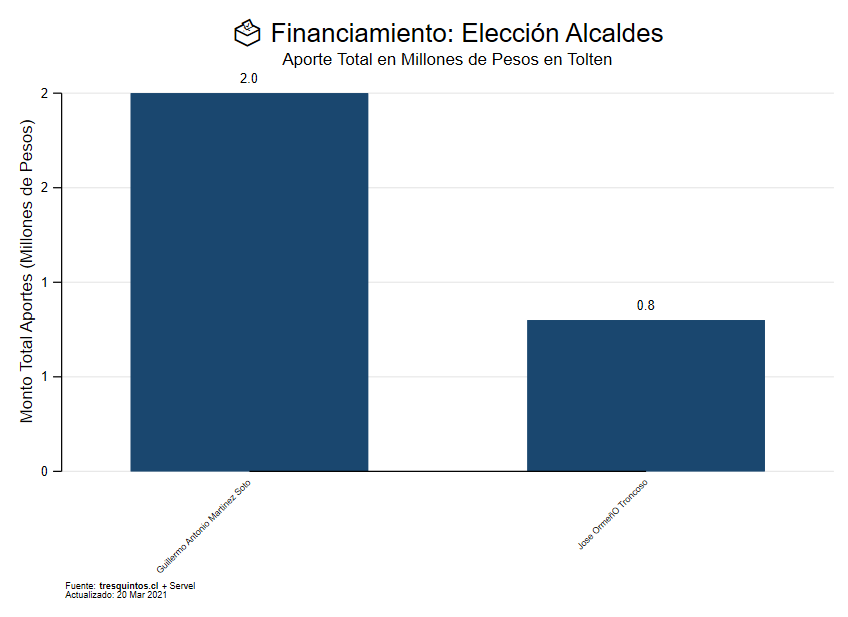 Financiamiento: Elección Alcaldes
Aporte Total en Millones de Pesos en Tolten
2.0
0.8
2
2
1
1
0
Monto Total Aportes (Millones de Pesos)
Guillermo Antonio Martinez Soto
Jose OrmeñO Troncoso
Fuente: tresquintos.cl + Servel
Actualizado: 20 Mar 2021